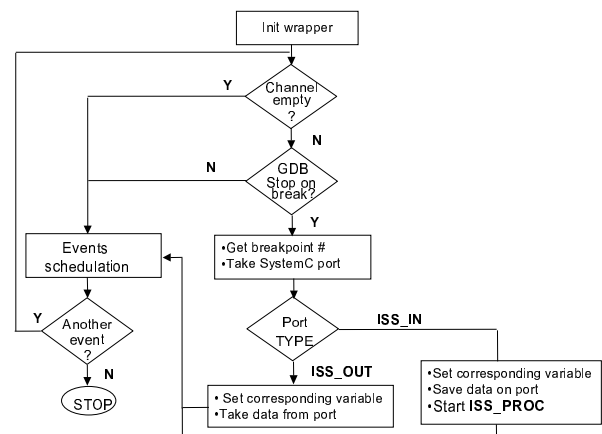 Init wrapper
Channel
empty
?
Y
N
GDB
Stop on
break?
N
Y
Events
schedulation
•Get breakpoint #
•Take SystemC port
Another
event
?
Y
N
STOP
Port
TYPE
ISS_IN
ISS_OUT
• Set corresponding variable
• Take data from port
•Set corresponding variable
•Save data on port
•Start ISS_PROC